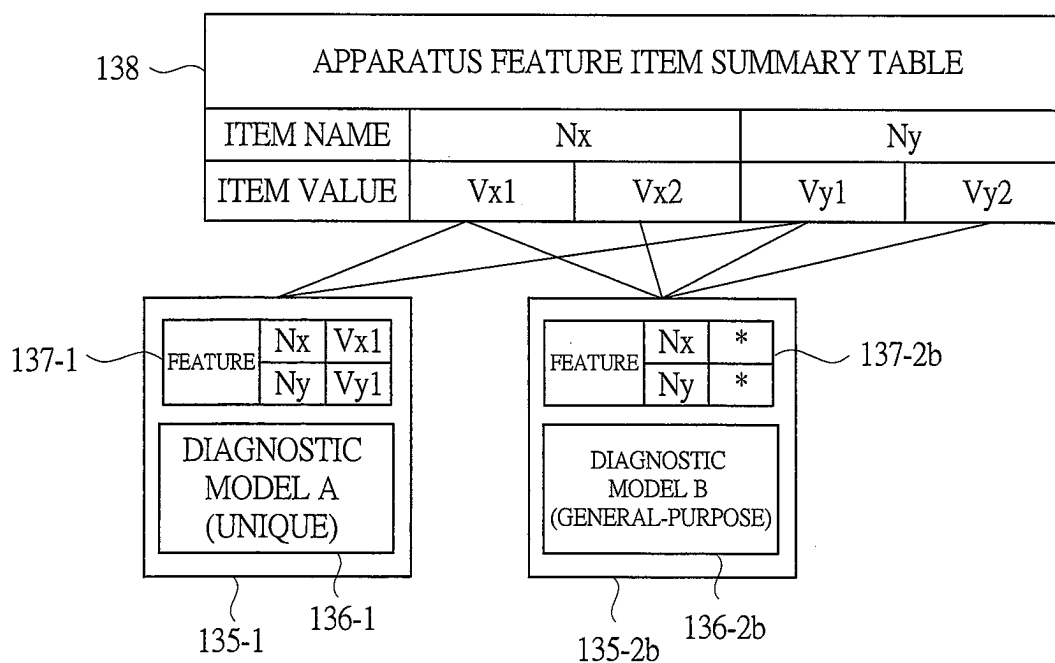 138
APPARATUS FEATURE ITEM SUMMARY TABLE
ITEM NAME Nx Ny
ITEM VALUE Vx1 Vx2 Vy1 Vy2
137-1
FEATURE
Nx Vx1
Ny Vy1
DIAGNOSTIC
MODEL A
(UNIQUE)
135-1
136-1
FEATURE
Nx *
Ny *
137-2b
DIAGNOSTIC
MODEL B
(GENERAL-PURPOSE)
135-2b
136-2b